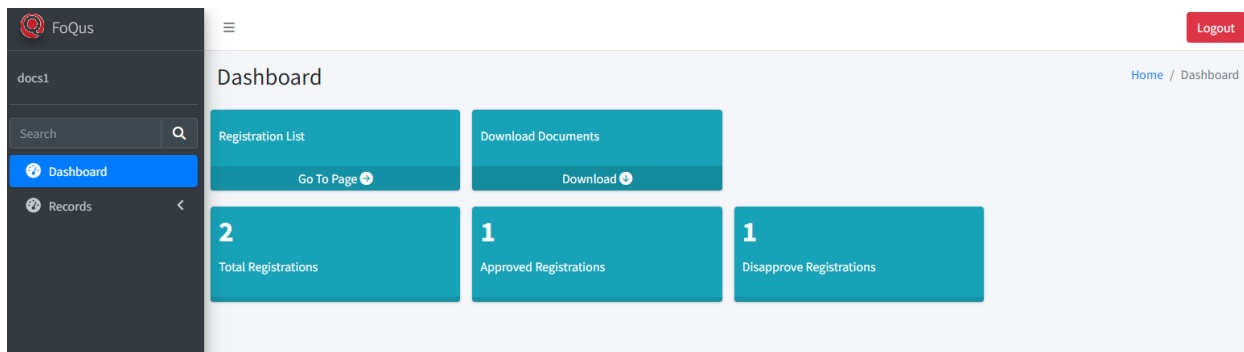 FoQus
Logout
docs1
Dashboard
Home / Dashboard
Search
Dashboard
Records
Registration List
Go To Page
Download Documents
Download
2
Total Registrations
1
Approved Registrations
1
Disapprove Registrations